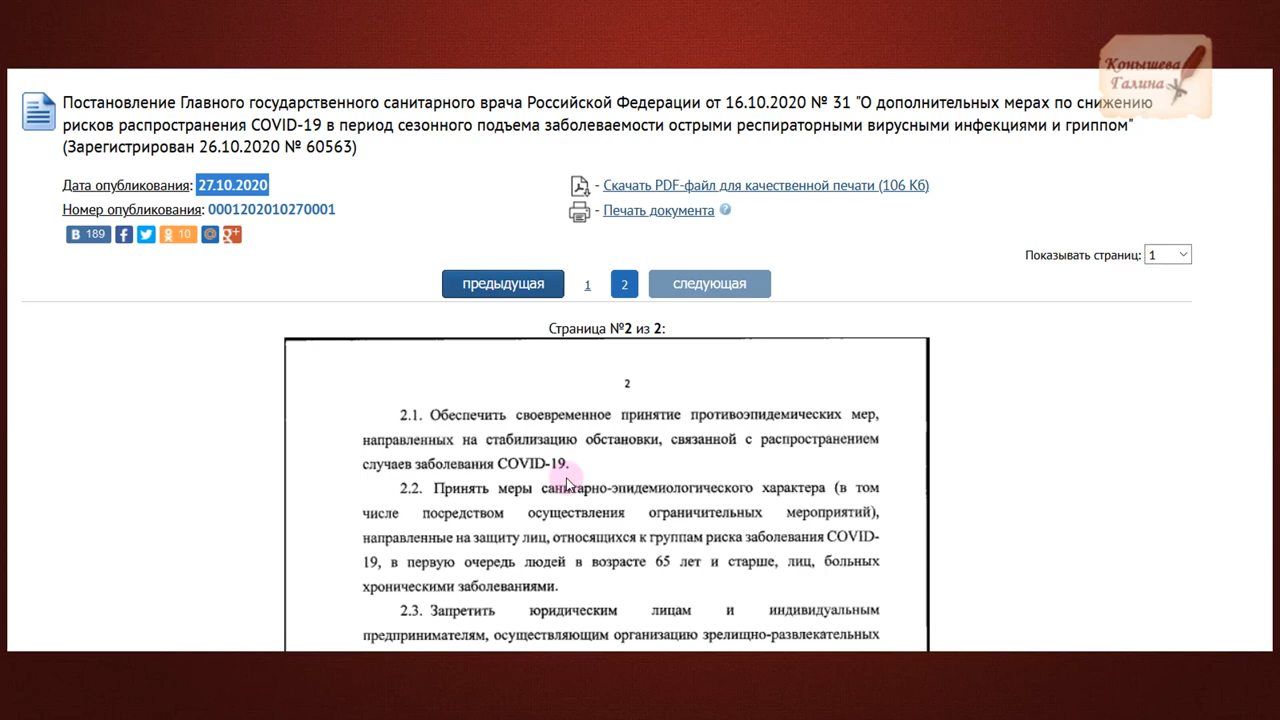 Конышева
Галина
Постановление Главного государственного санитарного врача Российской Федерации от 16.10.2020 № 31 "О дополнительных мерах по снижению
рисков распространения COVID-19 в период сезонного подъема заболеваемости острыми респираторными вирусными инфекциями и гриппом"
(Зарегистрирован 26.10.2020 № 60563)
Дата опубликования: 27.10.2020
- Скачать PDF-файл для качественной печати (106 Кб)
Номер опубликования: 0001202010270001
- Печать документа ?
В 189 f 10 @ g+
Показывать страниц: 1
предыдущая 1 2 следующая
Страница №2 из 2:
2
2.1. Обеспечить своевременное принятие противоэпидемических мер,
направленных на стабилизацию обстановки, связанной с распространением
случаев заболевания COVID-19.
2.2. Принять меры санитарно-эпидемиологического характера (в том
числе посредством осуществления ограничительных мероприятий),
направленные на защиту лиц, относящихся к группам риска заболевания COVID-
19, в первую очередь людей в возрасте 65 лет и старше, лиц, больных
хроническими заболеваниями.
2.3. Запретить юридическим лицам и индивидуальным
предпринимателям, осуществляющим организацию зрелищно-развлекательных